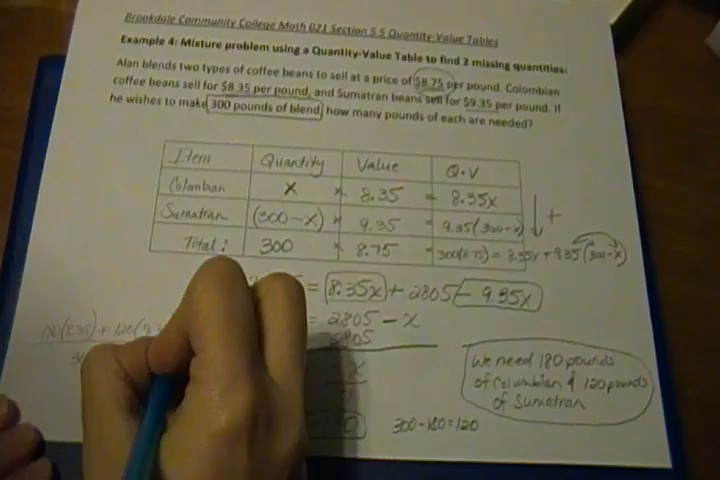 Brookdale Community College Math 021 Section 5.5 Quantity Value Tables
Example 4: Mixture problem using a Quantity-Value Table to find 2 missing quantities:
Alan blends two types of coffee beans to sell at a price of $8.75 per pound. Colombian
coffee beans sell for $8.35 per pound, and Sumatran beans sell for $9.35 per pound. If
he wishes to make 300 pounds of blend, how many pounds of each are needed?
Item Quantity Value Q·V
Colombian x × 8.35 = 8.35x
Sumatran (300-x) × 9.35 = 9.35(300-x) +
Total: 300 × 8.75 = 300(8.75) = 8.35x + 9.35(300-x)
= 8.35x + 2805 - 9.35x
= 2805 - x
2805
x
We need 180 pounds
of Columbian & 120 pounds
of Sumatran
300-180=120